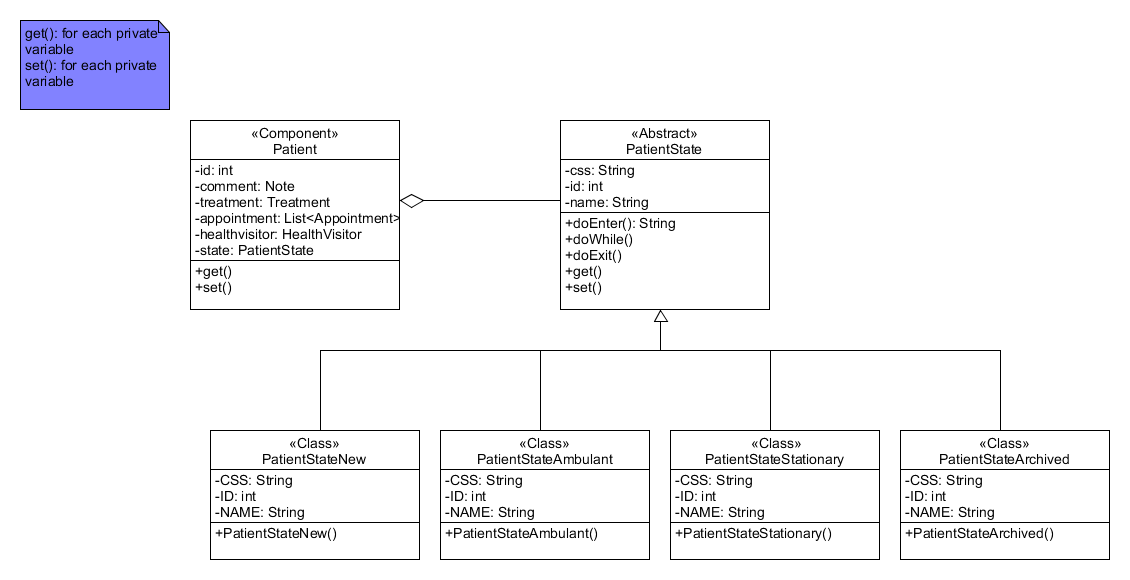 get(): for each private
variable
set(): for each private
variable
«Component»
Patient
-id: int
-comment: Note
-treatment: Treatment
-appointment: List<Appointment>
-healthvisitor: HealthVisitor
-state: PatientState
+get()
+set()
«Abstract»
PatientState
-css: String
-id: int
-name: String
+doEnter(): String
+doWhile()
+doExit()
+get()
+set()
«Class»
PatientStateNew
-CSS: String
-ID: int
-NAME: String
+PatientStateNew()
«Class»
PatientStateAmbulant
-CSS: String
-ID: int
-NAME: String
+PatientStateAmbulant()
«Class»
PatientStateStationary
-CSS: String
-ID: int
-NAME: String
+PatientStateStationary()
«Class»
PatientStateArchived
-CSS: String
-ID: int
-NAME: String
+PatientStateArchived()